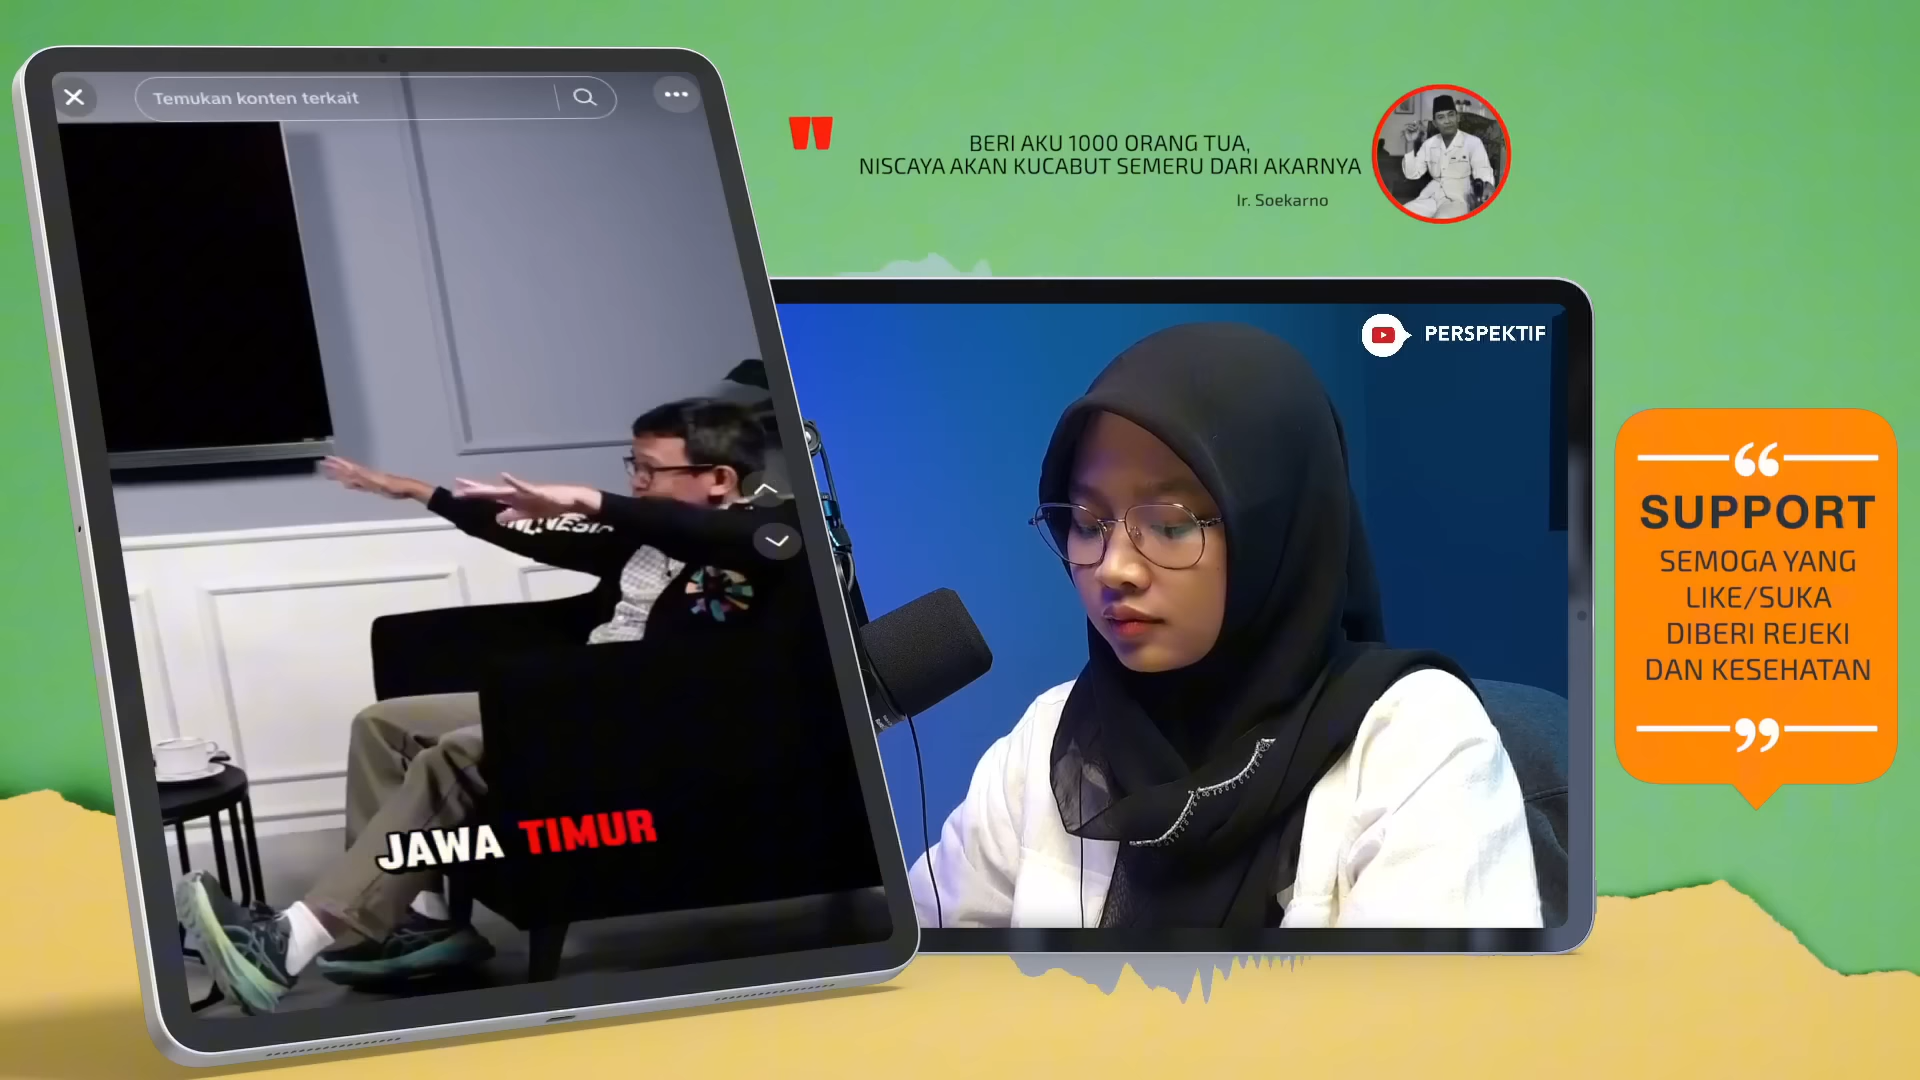 Temukan konten terkait
BERI AKU 1000 ORANG TUA,
NISCAYA AKAN KUCABUT SEMERU DARI AKARNYA
Ir. Soekarno
PERSPEKTIF
SUPPORT
SEMOGA YANG
LIKE/SUKA
DIBERI REJEKI
DAN KESEHATAN
JAWA TIMUR